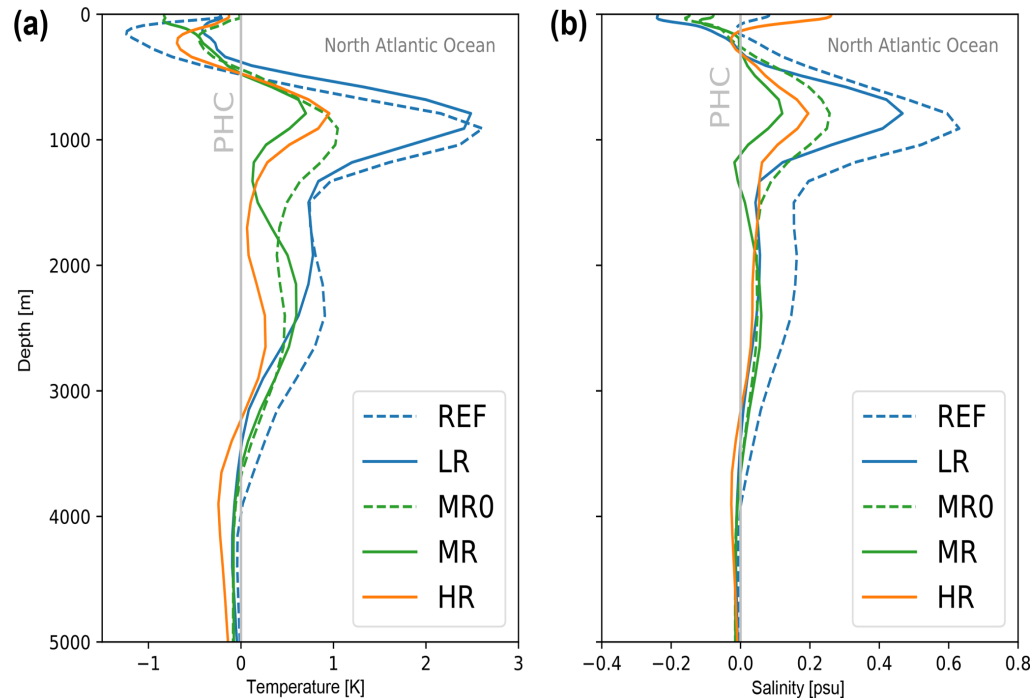 (a)
North Atlantic Ocean
PHC
Depth [m]
0
1000
2000
3000
4000
5000
REF
LR
MR0
MR
HR
−1 0 1 2 3
Temperature [K]
(b)
North Atlantic Ocean
PHC
REF
LR
MR0
MR
HR
−0.4 −0.2 0.0 0.2 0.4 0.6 0.8
Salinity [psu]